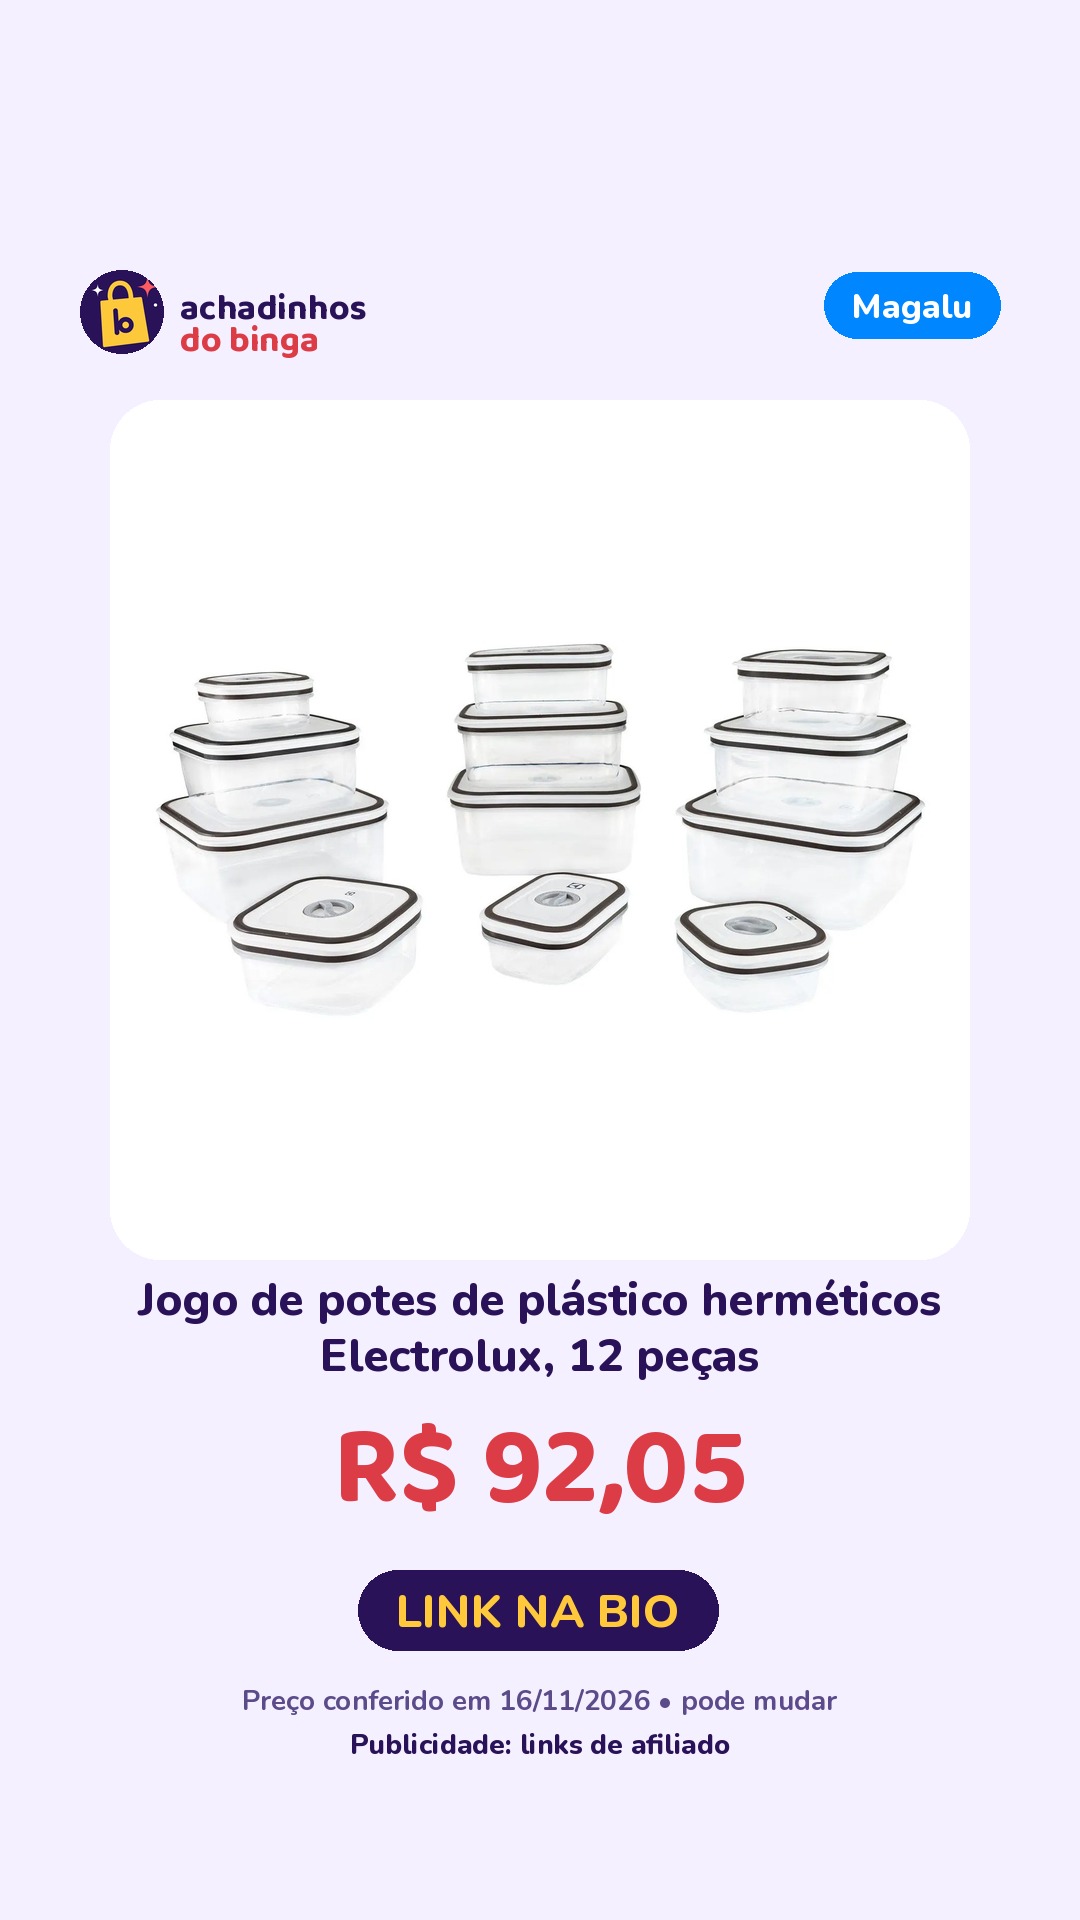 b
achadinhos
do binga
Magalu
Jogo de potes de plástico herméticos
Electrolux, 12 peças
R$ 92,05
LINK NA BIO
Preço conferido em 16/11/2026 • pode mudar
Publicidade: links de afiliado